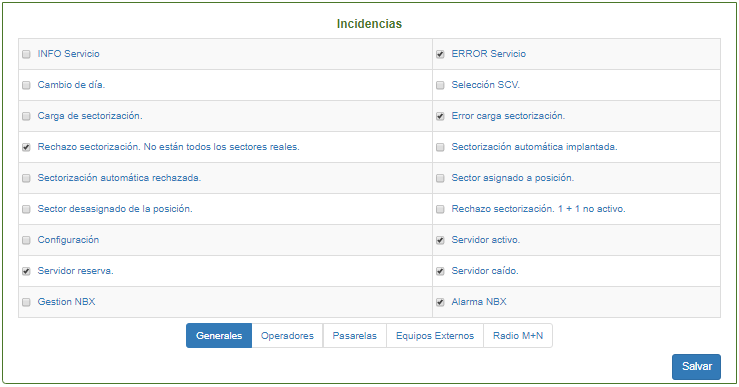 Incidencias
INFO Servicio
ERROR Servicio
Cambio de día.
Selección SCV.
Carga de sectorización.
Error carga sectorización.
Rechazo sectorización. No están todos los sectores reales.
Sectorización automática implantada.
Sectorización automática rechazada.
Sector asignado a posición.
Sector desasignado de la posición.
Rechazo sectorización. 1 + 1 no activo.
Configuración
Servidor activo.
Servidor reserva.
Servidor caído.
Gestion NBX
Alarma NBX
Generales Operadores Pasarelas Equipos Externos Radio M+N
Salvar